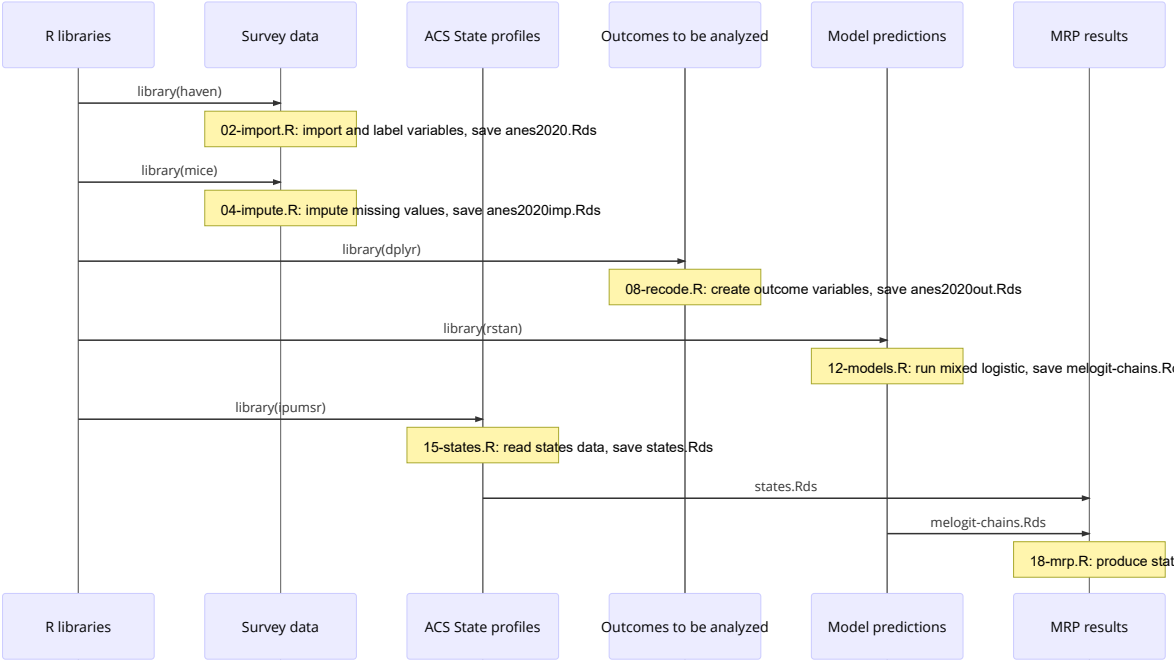 R libraries
Survey data
ACS State profiles
Outcomes to be analyzed
Model predictions
MRP results
library(haven)
02-import.R: import and label variables, save anes2020.Rds
library(mice)
04-impute.R: impute missing values, save anes2020imp.Rds
library(dplyr)
08-recode.R: create outcome variables, save anes2020out.Rds
library(rstan)
12-models.R: run mixed logistic, save
library(ipumsr)
15-states.R: read states data, save states.Rds
states.Rds
melogit-chains.Rds
18-mrp.R: produce
R libraries
Survey data
ACS State profiles
Outcomes to be analyzed
Model predictions
MRP results